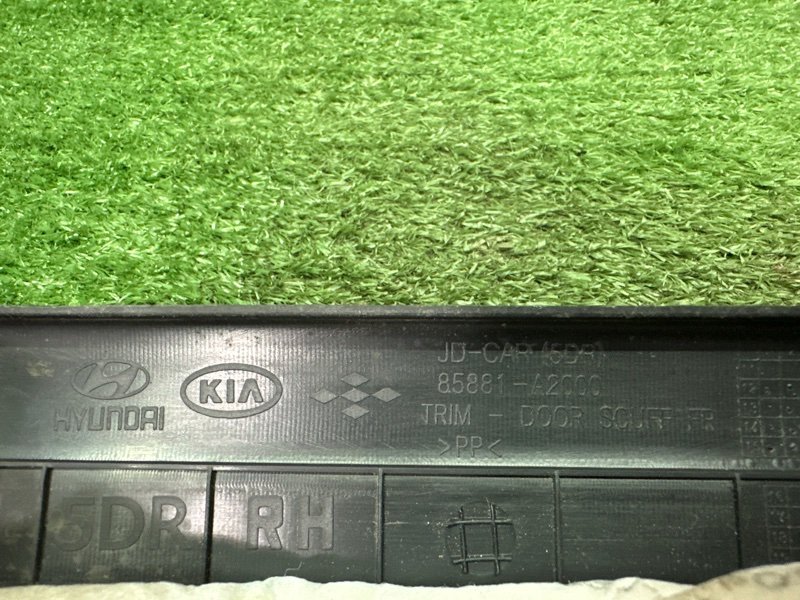 JD-CAR (5DR)
HYUNDAI KIA 85881-A2000
TRIM - DOOR SCUFF FR
>PP<
5DR RH